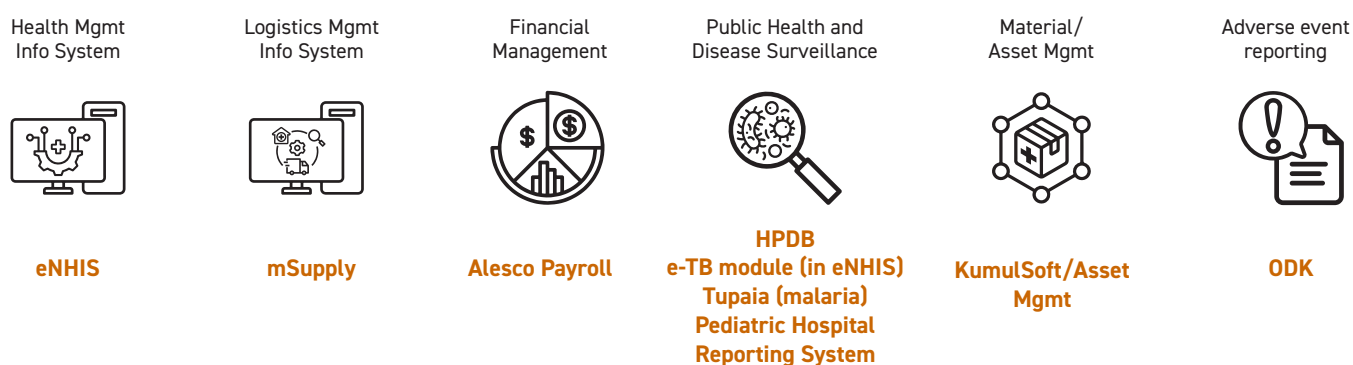 Health Mgmt
Info System
Logistics Mgmt
Info System
Financial
Management
Public Health and
Disease Surveillance
Material/
Asset Mgmt
Adverse event
reporting
$
$
eNHIS
mSupply
Alesco Payroll
HPDB
e-TB module (in eNHIS)
Tupaia (malaria)
Pediatric Hospital
Reporting System
KumulSoft/Asset
Mgmt
ODK